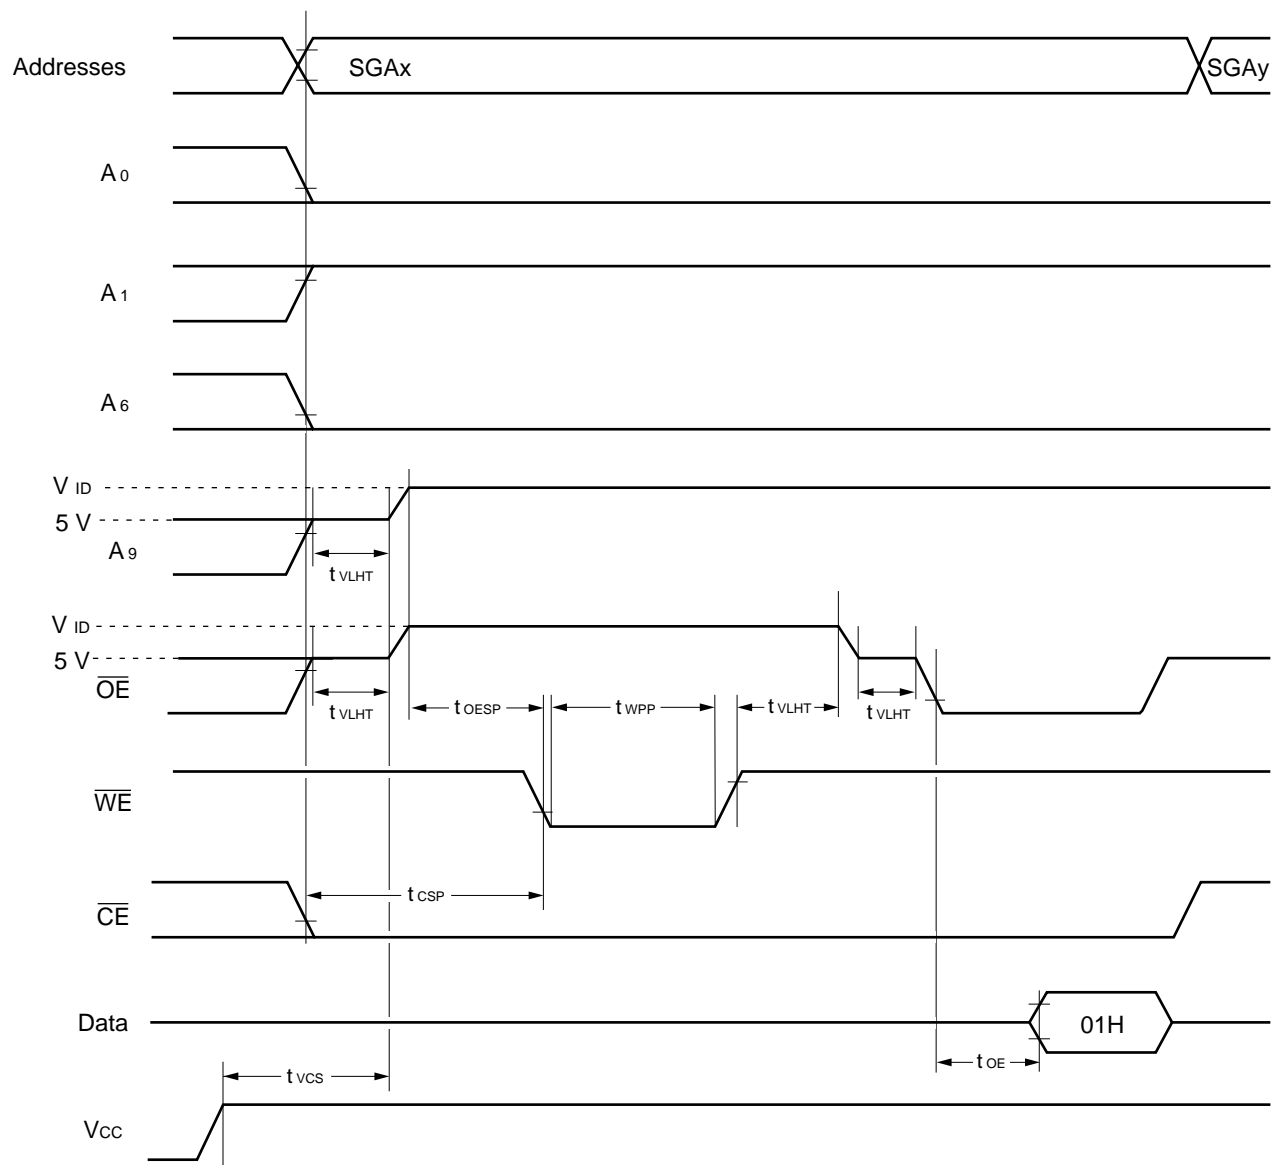 Addresses
SGAx
SGAy
A0
A1
A6
VID
5 V
A9
tVLHT
VID
5 V
OE
tVLHT
tOESP
tWPP
tVLHT
tVLHT
WE
tCSP
CE
Data
01H
tOE
tVCS
VCC